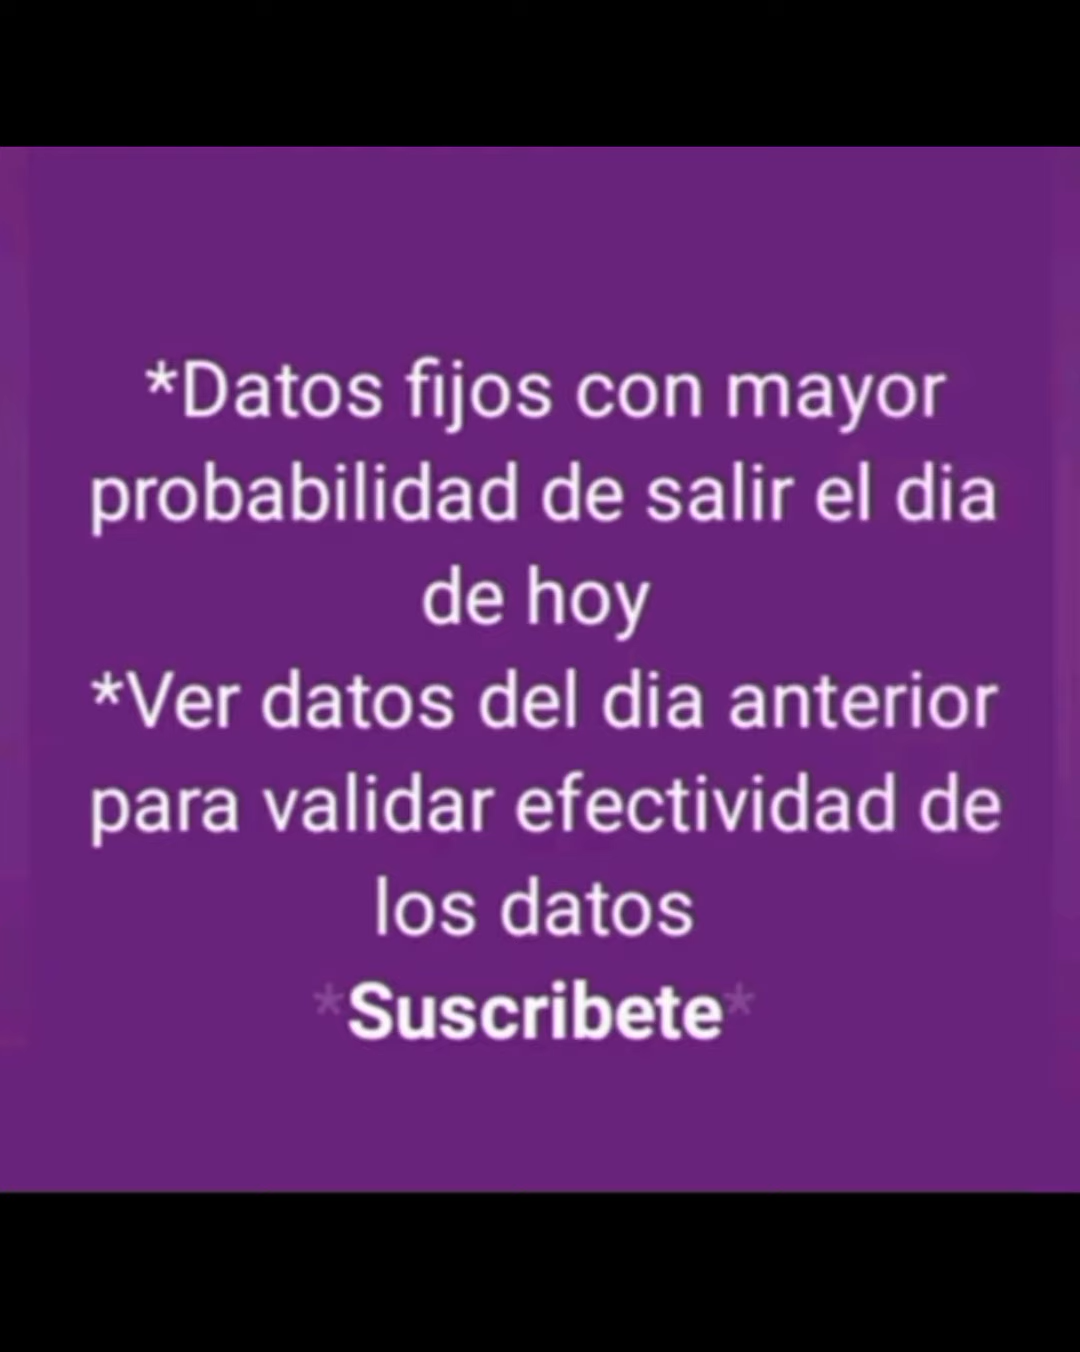 *Datos fijos con mayor
probabilidad de salir el dia
de hoy
*Ver datos del dia anterior
para validar efectividad de
los datos
*Suscribete*